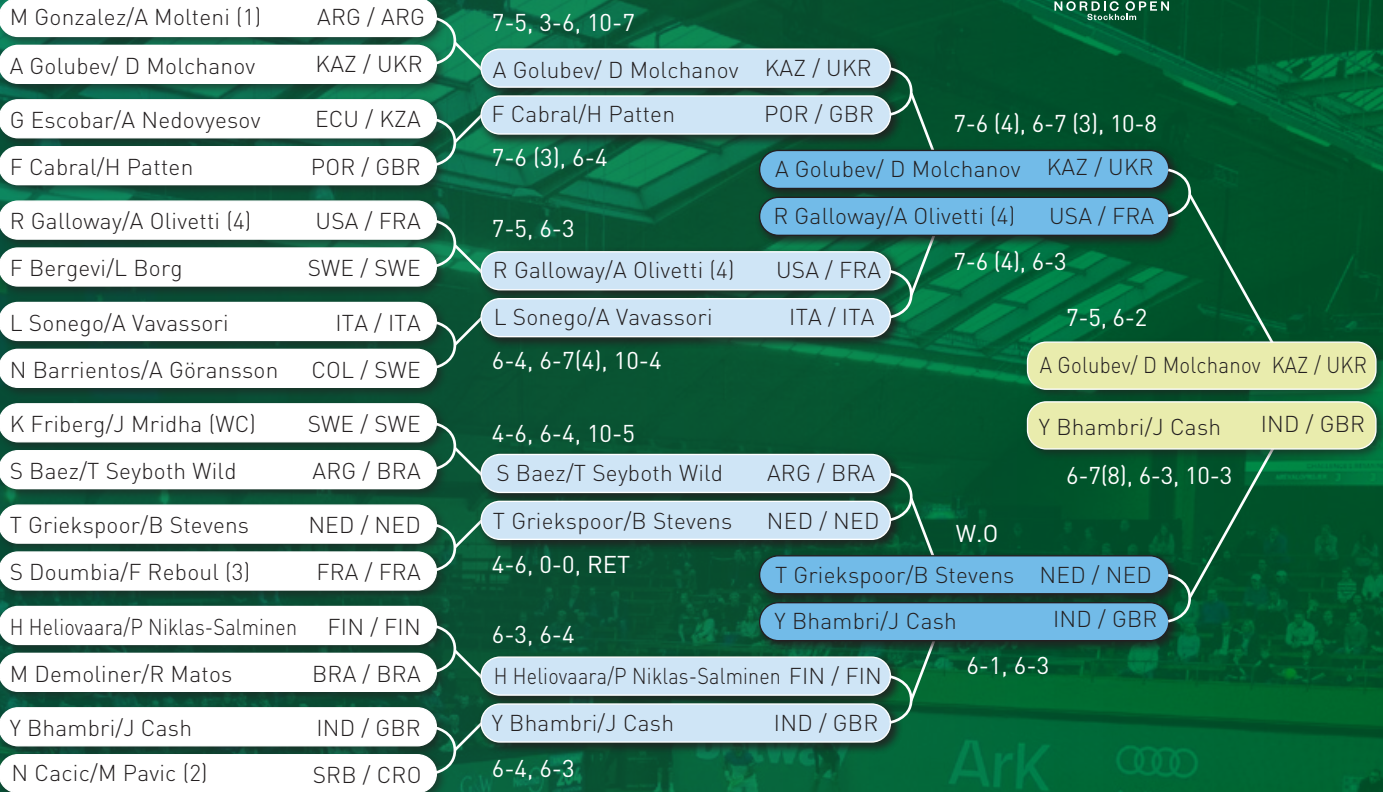 NORDIC OPEN
Stockholm
M Gonzalez/A Molteni (1) ARG / ARG
A Golubev/ D Molchanov KAZ / UKR
G Escobar/A Nedovyesov ECU / KZA
F Cabral/H Patten POR / GBR
R Galloway/A Olivetti (4) USA / FRA
F Bergevi/L Borg SWE / SWE
L Sonego/A Vavassori ITA / ITA
N Barrientos/A Göransson COL / SWE
K Friberg/J Mridha (WC) SWE / SWE
S Baez/T Seyboth Wild ARG / BRA
T Griekspoor/B Stevens NED / NED
S Doumbia/F Reboul (3) FRA / FRA
H Heliovaara/P Niklas-Salminen FIN / FIN
M Demoliner/R Matos BRA / BRA
Y Bhambri/J Cash IND / GBR
N Cacic/M Pavic (2) SRB / CRO
7-5, 3-6, 10-7
A Golubev/ D Molchanov KAZ / UKR
F Cabral/H Patten POR / GBR
7-6 (3), 6-4
7-5, 6-3
R Galloway/A Olivetti (4) USA / FRA
L Sonego/A Vavassori ITA / ITA
6-4, 6-7(4), 10-4
4-6, 6-4, 10-5
S Baez/T Seyboth Wild ARG / BRA
T Griekspoor/B Stevens NED / NED
4-6, 0-0, RET
6-3, 6-4
H Heliovaara/P Niklas-Salminen FIN / FIN
Y Bhambri/J Cash IND / GBR
6-4, 6-3
7-6 (4), 6-7 (3), 10-8
A Golubev/ D Molchanov KAZ / UKR
R Galloway/A Olivetti (4) USA / FRA
7-6 (4), 6-3
W.O
T Griekspoor/B Stevens NED / NED
Y Bhambri/J Cash IND / GBR
6-1, 6-3
7-5, 6-2
A Golubev/ D Molchanov KAZ / UKR
Y Bhambri/J Cash IND / GBR
6-7(8), 6-3, 10-3
ArK